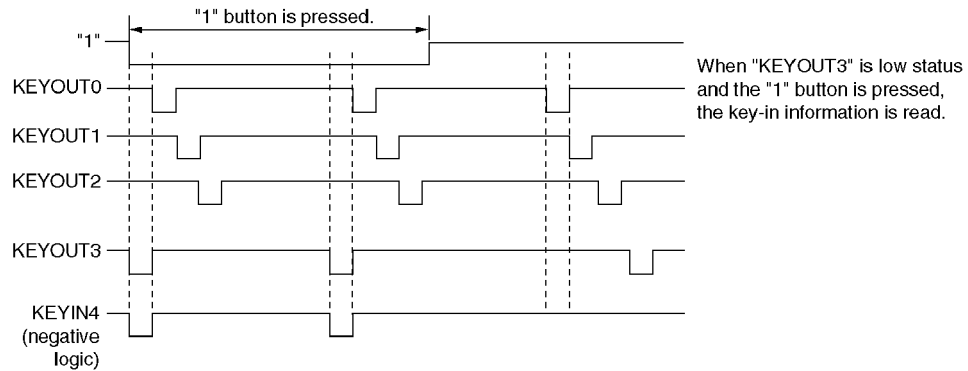 "1" button is pressed.
"1"
KEYOUT0
KEYOUT1
KEYOUT2
KEYOUT3
KEYIN4
(negative
logic)
When "KEYOUT3" is low status
and the "1" button is pressed,
the key-in information is read.